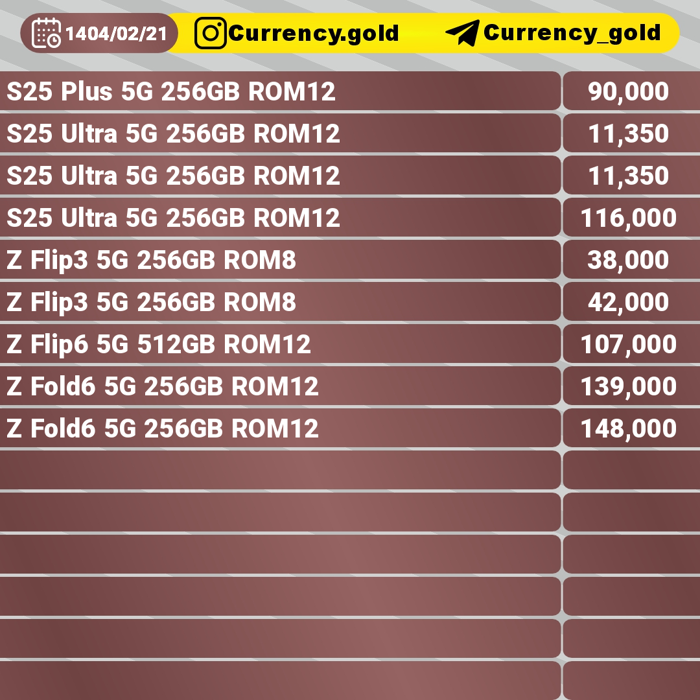 1404/02/21 Currency.gold Currency_gold
S25 Plus 5G 256GB ROM12 90,000
S25 Ultra 5G 256GB ROM12 11,350
S25 Ultra 5G 256GB ROM12 11,350
S25 Ultra 5G 256GB ROM12 116,000
Z Flip3 5G 256GB ROM8 38,000
Z Flip3 5G 256GB ROM8 42,000
Z Flip6 5G 512GB ROM12 107,000
Z Fold6 5G 256GB ROM12 139,000
Z Fold6 5G 256GB ROM12 148,000